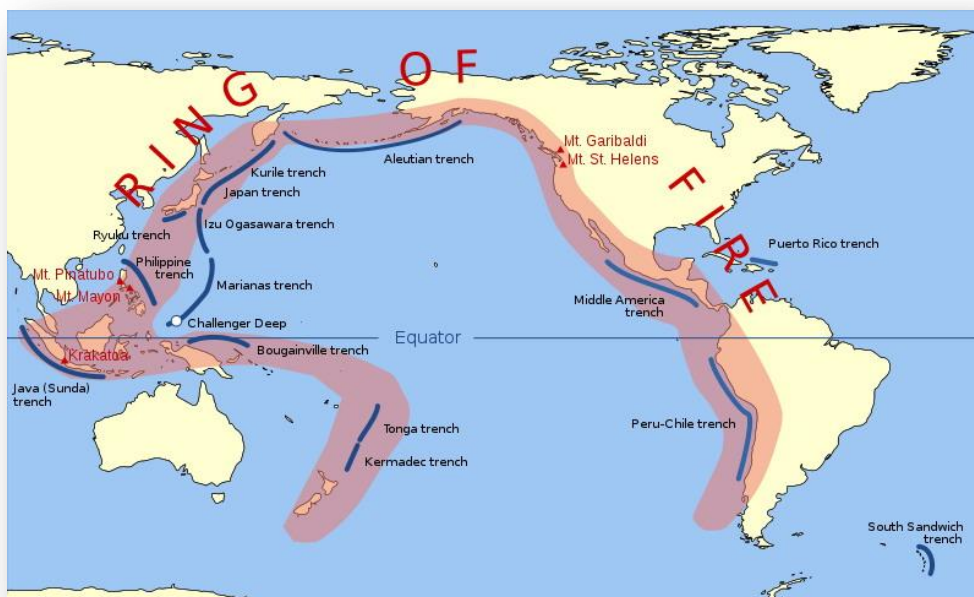 RING OF FIRE
Mt. Garibaldi
Mt. St. Helens
Aleutian trench
Kurile trench
Japan trench
Izu Ogasawara trench
Ryuku trench
Puerto Rico trench
Philippine
trench
Mt. Pinatubo
Mt. Mayon
Marianas trench
Middle America
trench
Challenger Deep
Equator
Bougainville trench
Krakatoa
Java (Sunda)
trench
Tonga trench
Peru-Chile trench
Kermadec trench
South Sandwich
trench